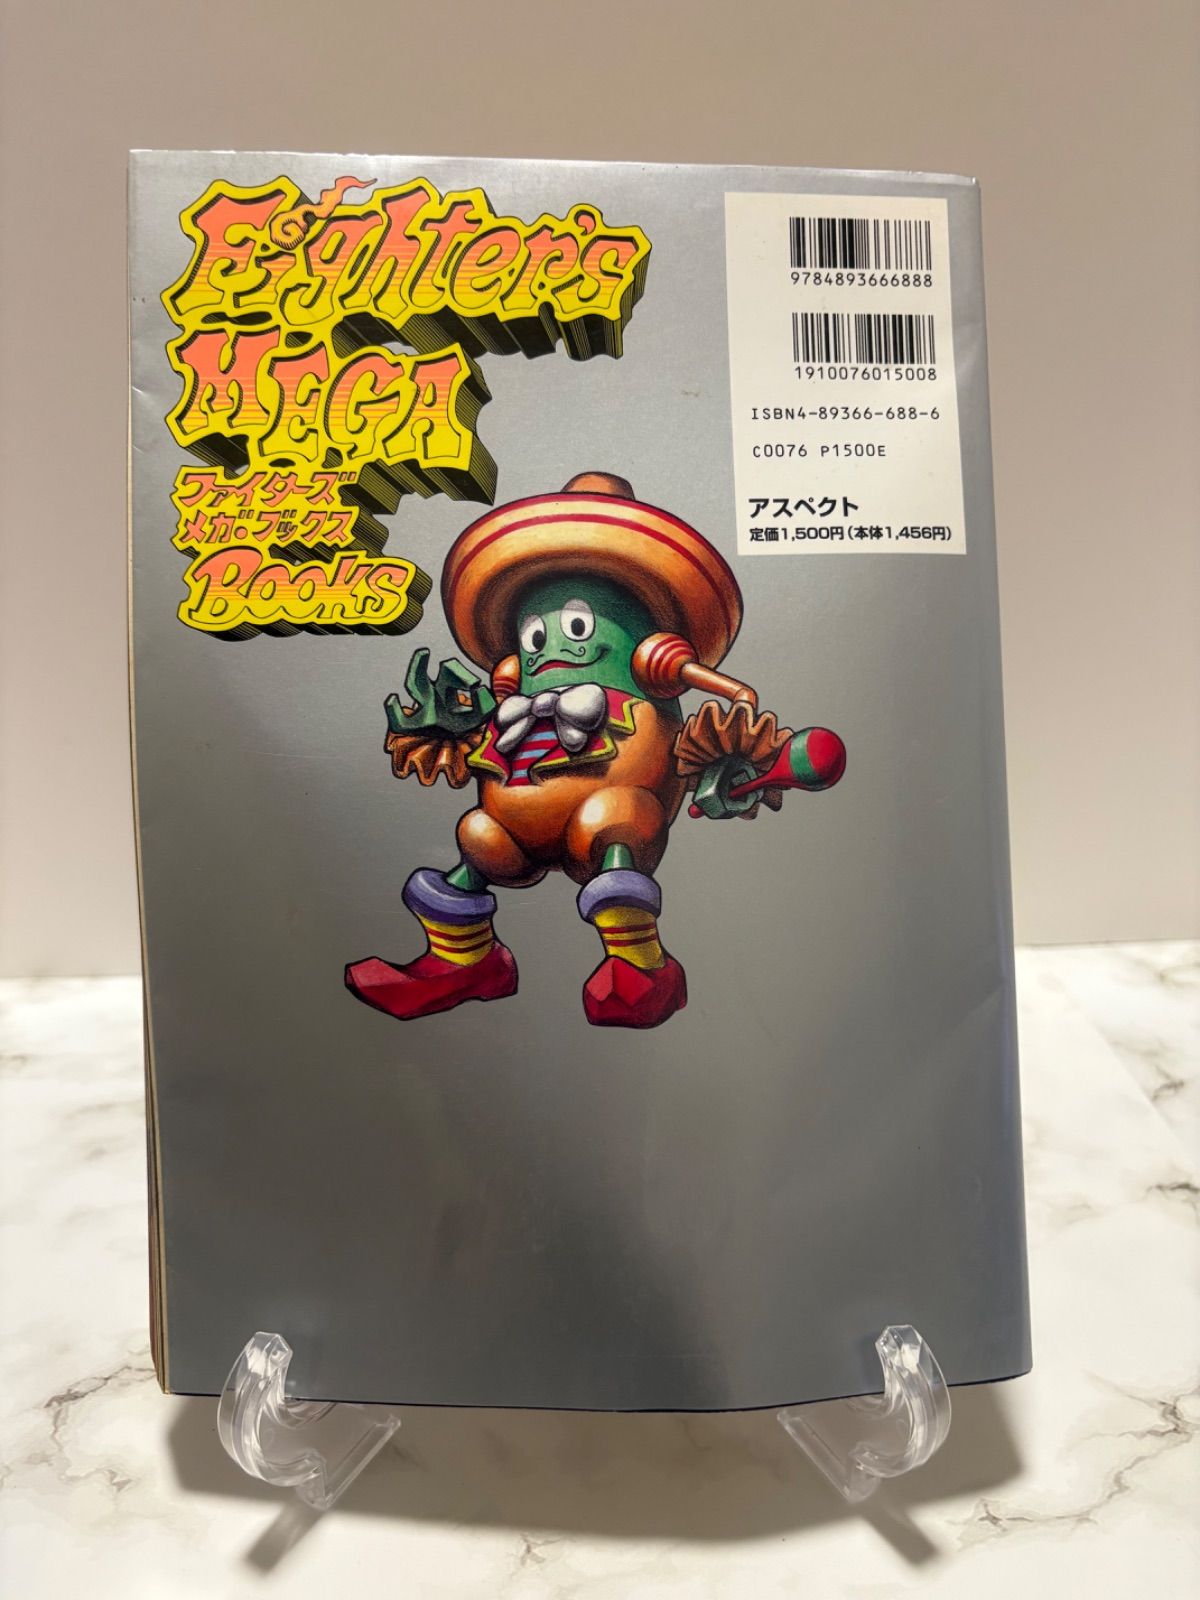 Fighter's
MEGA
ファイターズ
メガ・ブックス
BOOKS
9784893666888
1910076015008
ISBN4-89366-688-6
C0076 P1500E
アスペクト
定価1,500円(本体1,456円)